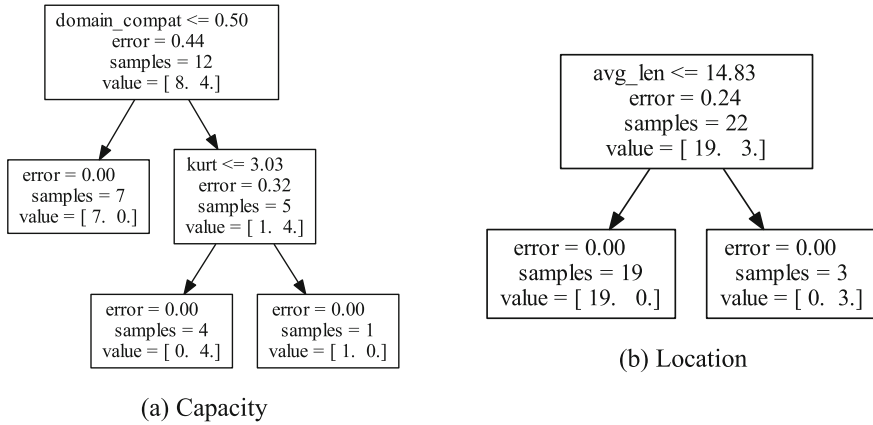 domain_compat <= 0.50
error = 0.44
samples = 12
value = [ 8. 4.]
error = 0.00
samples = 7
value = [ 7. 0.]
kurt <= 3.03
error = 0.32
samples = 5
value = [ 1. 4.]
error = 0.00
samples = 4
value = [ 0. 4.]
error = 0.00
samples = 1
value = [ 1. 0.]
(a) Capacity
avg_len <= 14.83
error = 0.24
samples = 22
value = [ 19. 3.]
error = 0.00
samples = 19
value = [ 19. 0.]
error = 0.00
samples = 3
value = [ 0. 3.]
(b) Location